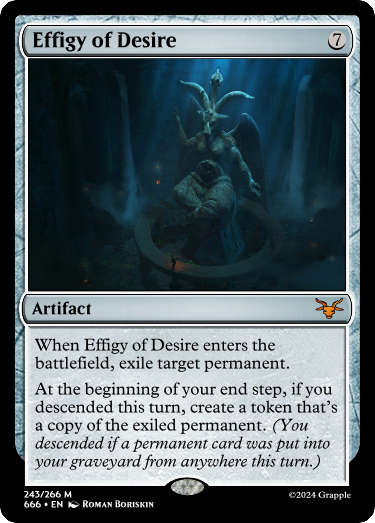 Effigy of Desire
7
Artifact
When Effigy of Desire enters the
battlefield, exile target permanent.
At the beginning of your end step, if you
descended this turn, create a token that's
a copy of the exiled permanent. (You
descended if a permanent card was put into
your graveyard from anywhere this turn.)
243/266 M
666 • EN Roman Boriskin
©2024 Grapple